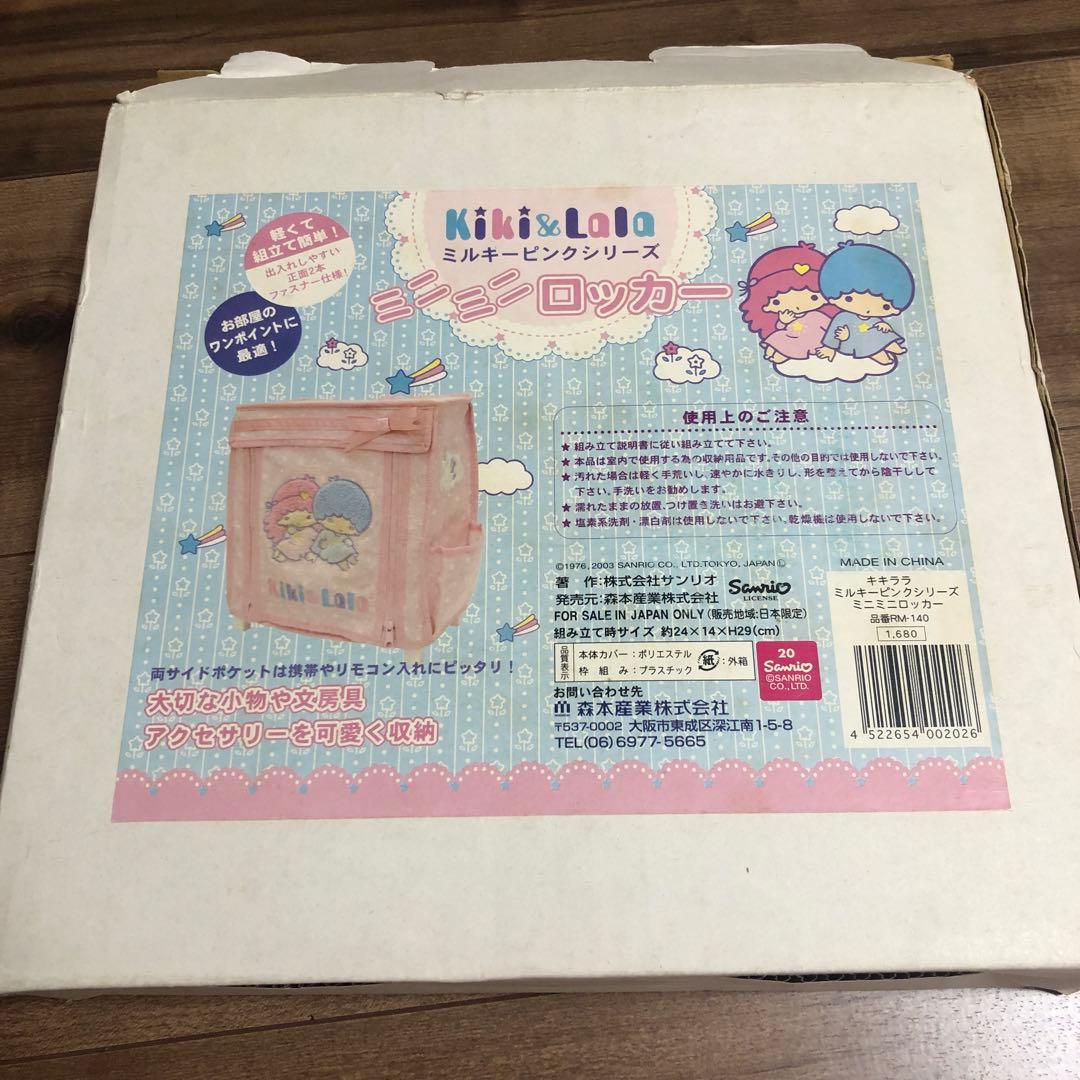 Kiki&Lala
ミルキーピンクシリーズ
ミニミニロッカー
軽くて
組立て簡単！
出入れしやすい
正面2本
ファスナー仕様！
お部屋の
ワンポイントに
最適！
Kiki&Lala
両サイドポケットは携帯やリモコン入れにピッタリ！
大切な小物や文房具
アクセサリーを可愛く収納
使用上のご注意
★組み立て説明書に従い組み立てて下さい。
★本品は室内で使用する為の収納用品です。その他の目的では使用しないで下さい。
★汚れた場合は軽く手荒いし、速やかに水きりし、形を整えてから陰干しして
下さい。手洗いをお勧めします。
★濡れたままの放置、つけ置き洗いはお避下さい。
★塩素系洗剤・漂白剤は使用しないで下さい。乾燥機は使用しないで下さい。
©1976, 2003 SANRIO CO., LTD.TOKYO, JAPAN Ⓛ
著 作：株式会社サンリオ
発売元：森本産業株式会社
Sanrio
LICENSE
FOR SALE IN JAPAN ONLY (販売地域：日本限定)
組み立て時サイズ 約24×14×H29(cm)
品質表示
本体カバー：ポリエステル
枠 組 み：プラスチック
紙：外箱
20
Sanrio
©SANRIO
CO., LTD.
お問い合わせ先
森本産業株式会社
〒537-0002 大阪市東成区深江南1-5-8
TEL(06)6977-5665
MADE IN CHINA
キキララ
ミルキーピンクシリーズ
ミニミニロッカー
品番RM-140
1,680
4 522654 002026